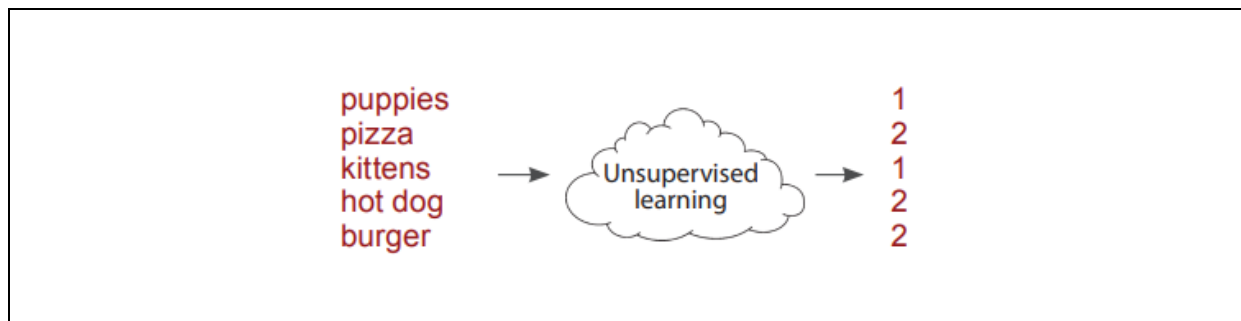 puppies
pizza
kittens
hot dog
burger
Unsupervised
learning
1
2
1
2
2